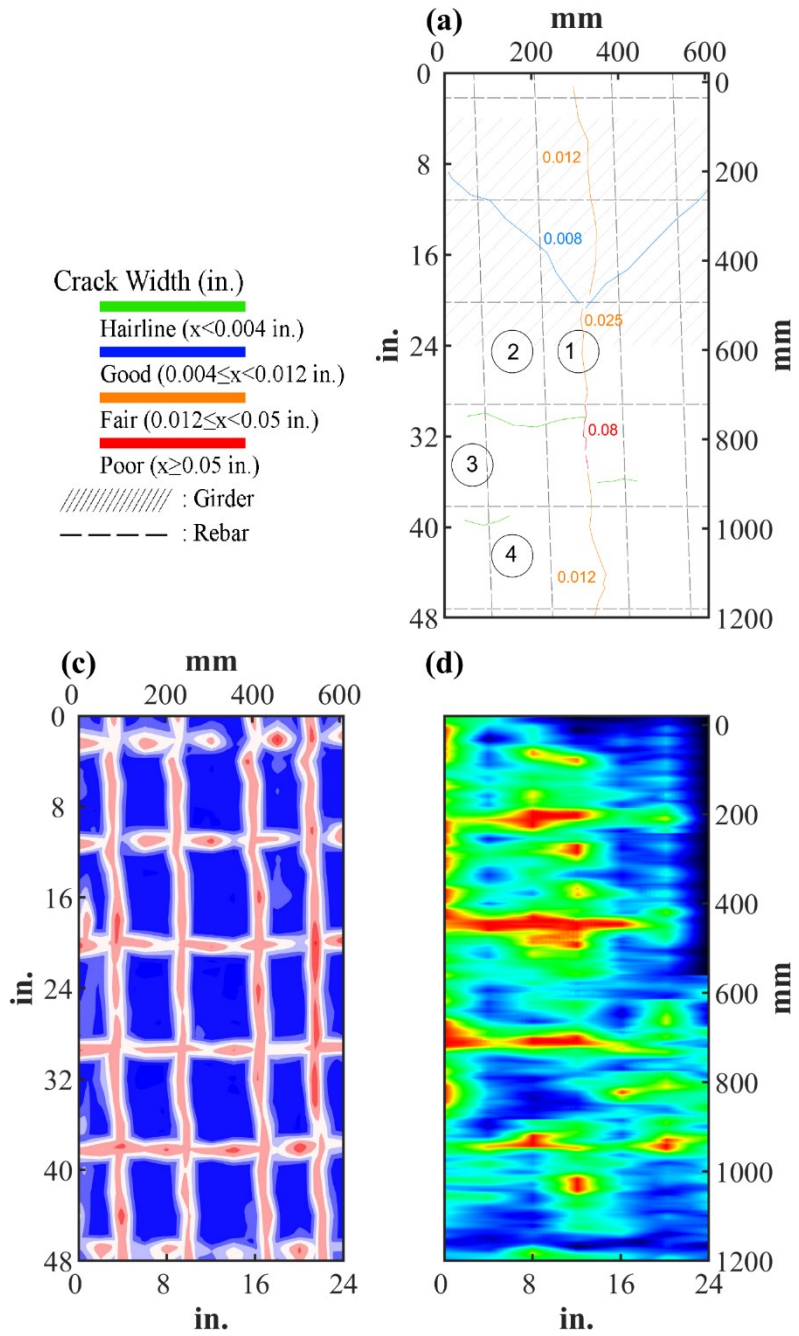 (a)
mm
0 200 400 600
0
8
16
24
32
40
48
in.
0
200
400
600
800
1000
1200
mm
0.012
0.008
0.025
2
1
0.08
3
4
0.012
Crack Width (in.)
Hairline (x<0.004 in.)
Good (0.004≤x<0.012 in.)
Fair (0.012≤x<0.05 in.)
Poor (x≥0.05 in.)
: Girder
: Rebar
(c)
mm
0 200 400 600
0
8
16
24
32
40
48
in.
0 8 16 24
in.
(d)
0
200
400
600
800
1000
1200
mm
0 8 16 24
in.